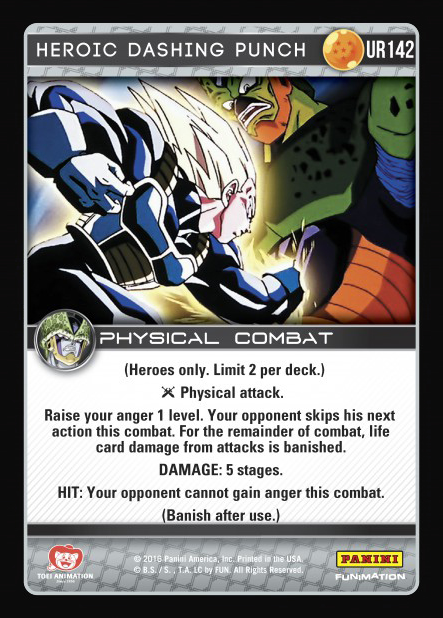 HEROIC DASHING PUNCH
UR142
PHYSICAL COMBAT
(Heroes only. Limit 2 per deck.)
Physical attack.
Raise your anger 1 level. Your opponent skips his next
action this combat. For the remainder of combat, life
card damage from attacks is banished.
DAMAGE: 5 stages.
HIT: Your opponent cannot gain anger this combat.
(Banish after use.)
TOEI ANIMATION
© 2016 Panini America, Inc. Printed in the USA.
© B.S./ S. , T.A. LC by FUN. All Rights Reserved.
PANINI
FUNIMATION